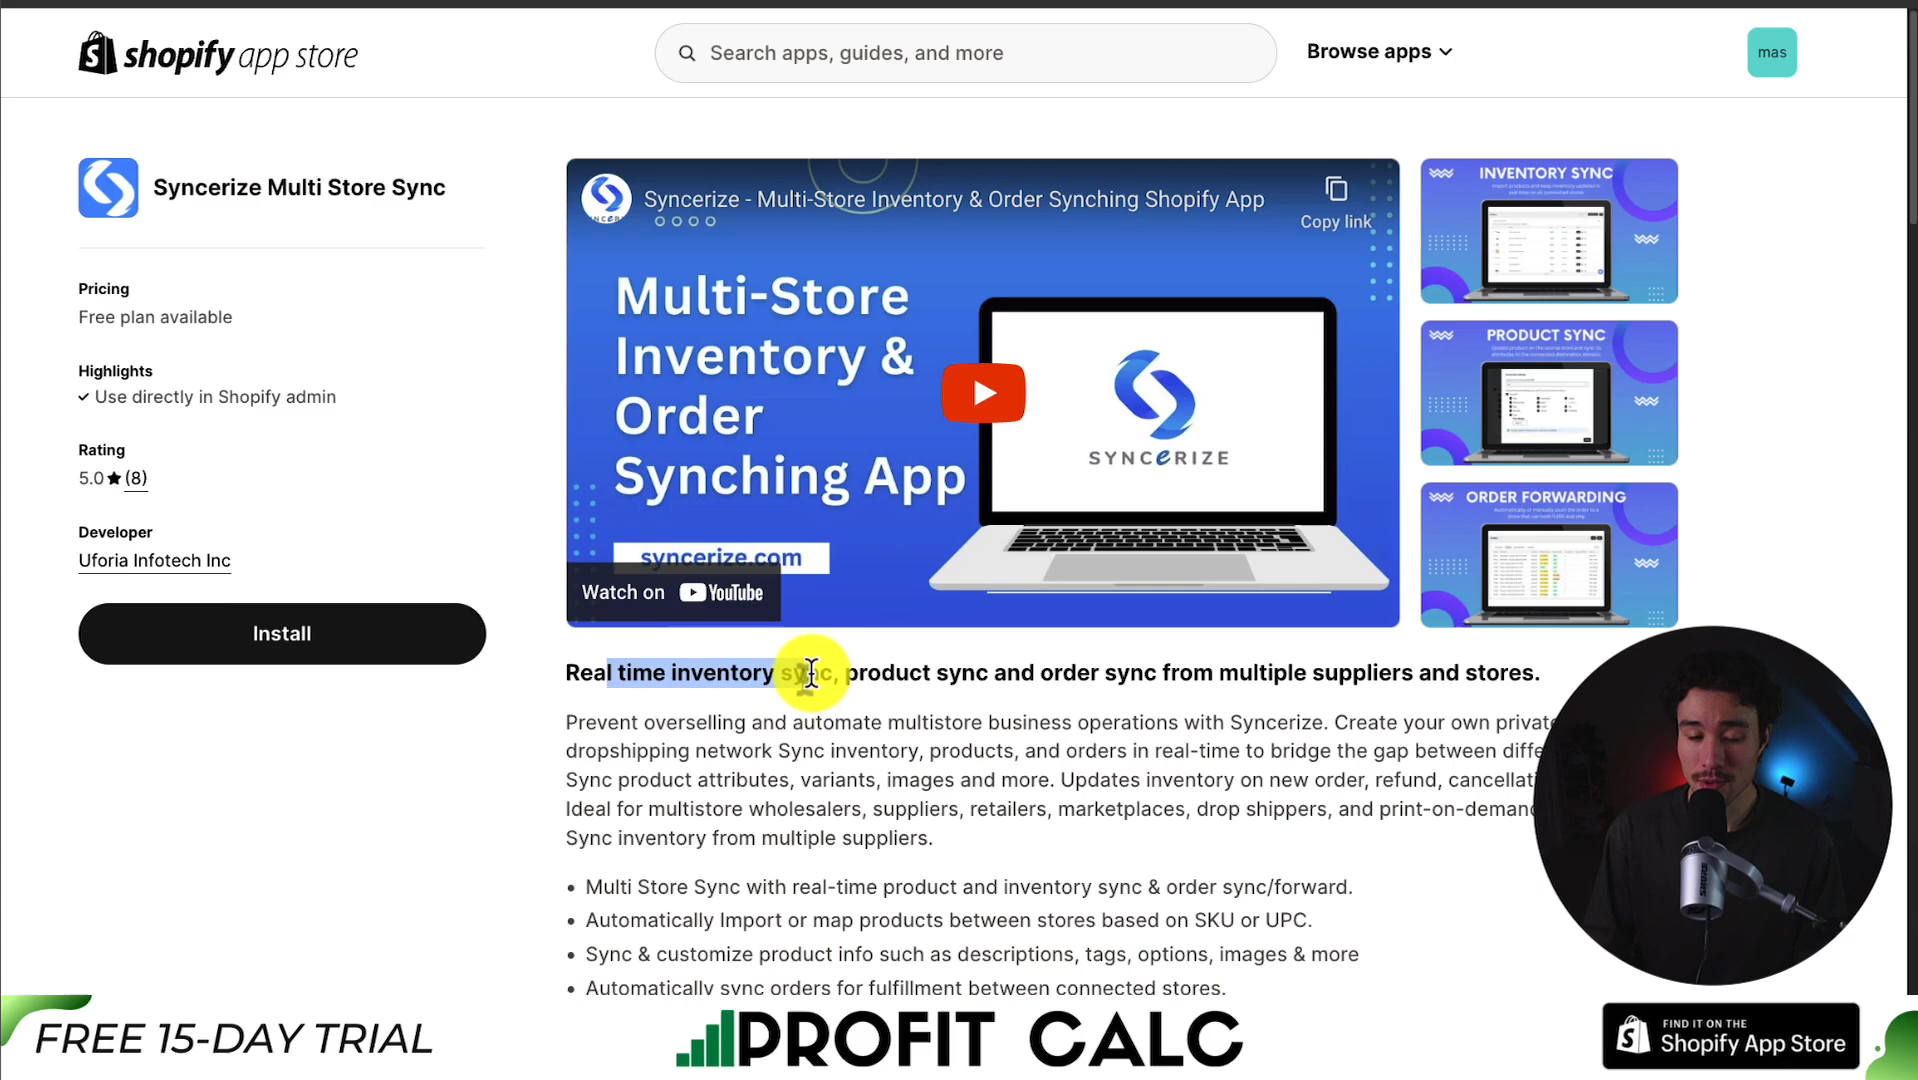 shopify app store
Search apps, guides, and more
Browse apps
mas
Syncerize Multi Store Sync
Pricing
Free plan available
Highlights
Use directly in Shopify admin
Rating
5.0 (8)
Developer
Uforia Infotech Inc
Install
Syncerize - Multi-Store Inventory & Order Synching Shopify App
Copy link
Multi-Store
Inventory &
Order
Synching App
SYNCERIZE
syncerize.com
Watch on YouTube
INVENTORY SYNC
PRODUCT SYNC
ORDER FORWARDING
Real time inventory sync, product sync and order sync from multiple suppliers and stores.
Prevent overselling and automate multistore business operations with Syncerize. Create your own private
dropshipping network Sync inventory, products, and orders in real-time to bridge the gap between
Sync product attributes, variants, images and more. Updates inventory on new order, refund,
Ideal for multistore wholesalers, suppliers, retailers, marketplaces, drop shippers, and print-on-demand
Sync inventory from multiple suppliers.
• Multi Store Sync with real-time product and inventory sync & order sync/forward.
• Automatically Import or map products between stores based on SKU or UPC.
• Sync & customize product info such as descriptions, tags, options, images & more
• Automatically sync orders for fulfillment between connected stores.
FREE 15-DAY TRIAL
PROFIT CALC
FIND IT ON THE
Shopify App Store